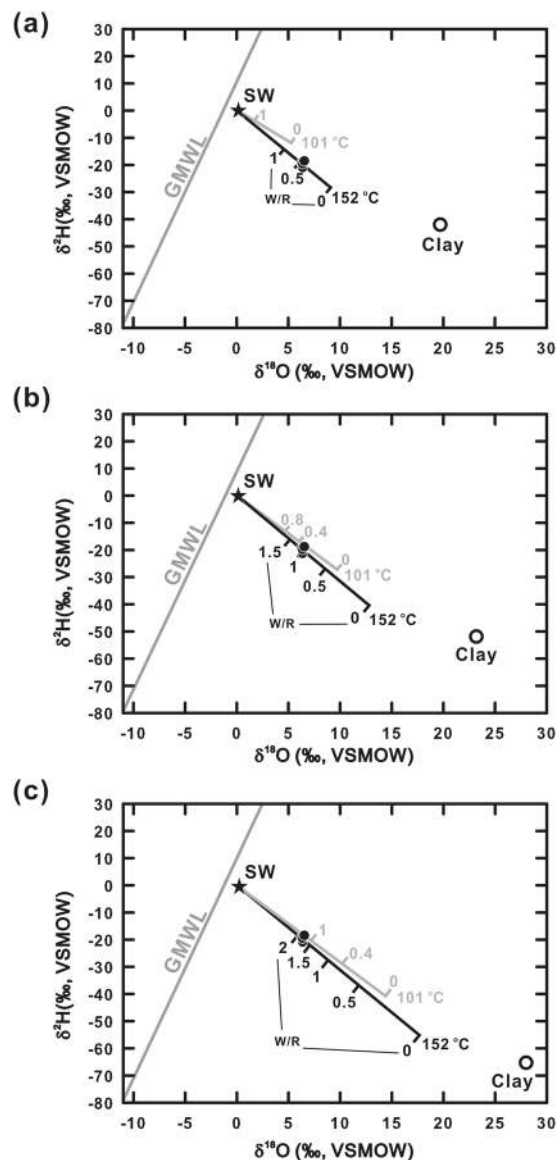 (a)
30
20
10
0
-10
-20
-30
-40
-50
-60
-70
-80
δ²H(‰, VSMOW)
GMWL
SW
1
0
101 °C
1
0.5
W/R
0
152 °C
Clay
-10 -5 0 5 10 15 20 25 30
δ¹⁸O (‰, VSMOW)
(b)
30
20
10
0
-10
-20
-30
-40
-50
-60
-70
-80
δ²H(‰, VSMOW)
GMWL
SW
0.8
0.4
0
101 °C
1.5
1
0.5
W/R
0
152 °C
Clay
-10 -5 0 5 10 15 20 25 30
δ¹⁸O (‰, VSMOW)
(c)
30
20
10
0
-10
-20
-30
-40
-50
-60
-70
-80
δ²H(‰, VSMOW)
GMWL
SW
1
0.4
0
101 °C
2
1.5
1
0.5
W/R
0
152 °C
Clay
-10 -5 0 5 10 15 20 25 30
δ¹⁸O (‰, VSMOW)